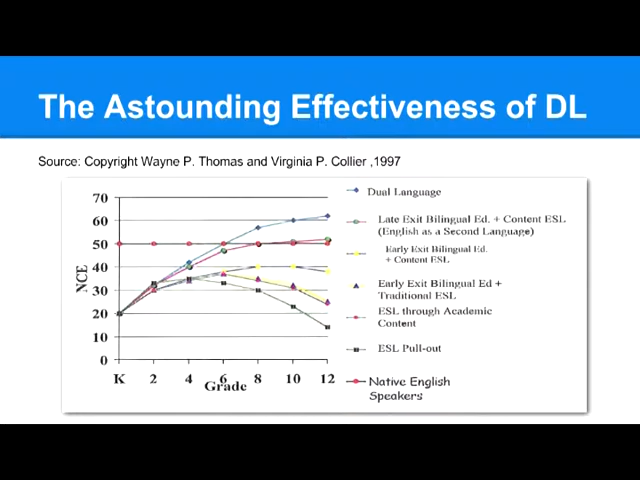 The Astounding Effectiveness of DL
Source: Copyright Wayne P. Thomas and Virginia P. Collier ,1997
70
60
50
40
30
20
10
0
NCE
K 2 4 6 8 10 12
Grade
Dual Language
Late Exit Bilingual Ed. + Content ESL
(English as a Second Language)
Early Exit Bilingual Ed.
+ Content ESL
Early Exit Bilingual Ed +
Traditional ESL
ESL through Academic
Content
ESL Pull-out
Native English
Speakers